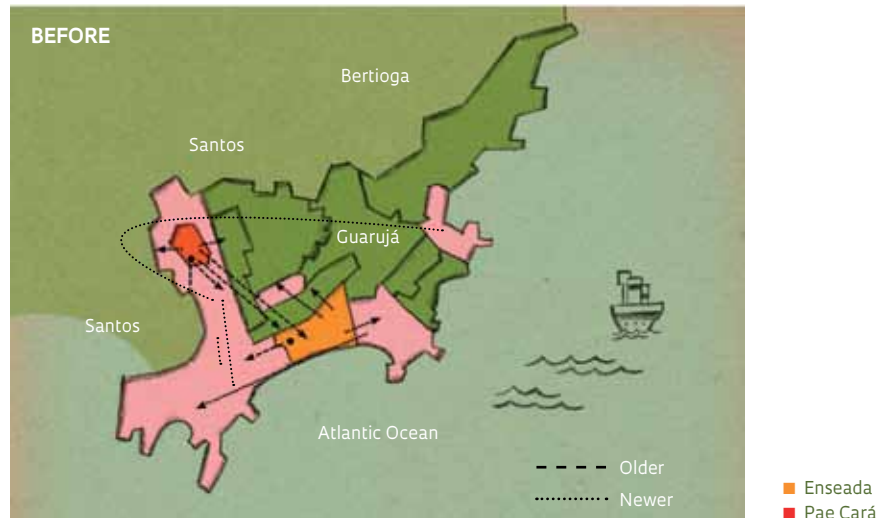 BEFORE
Bertioga
Santos
Guarujá
Santos
Atlantic Ocean
Older
Newer
Enseada
Pae Cará